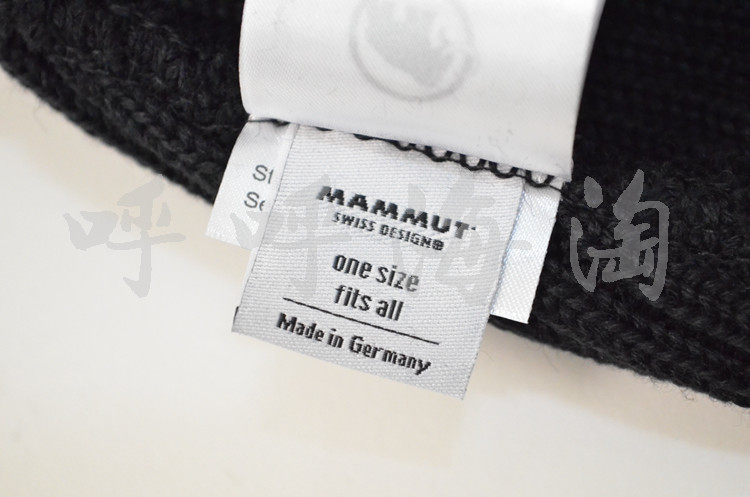 MAMMUT
SWISS DESIGN⊕
one size
fits all
Made in Germany
呼呼海淘